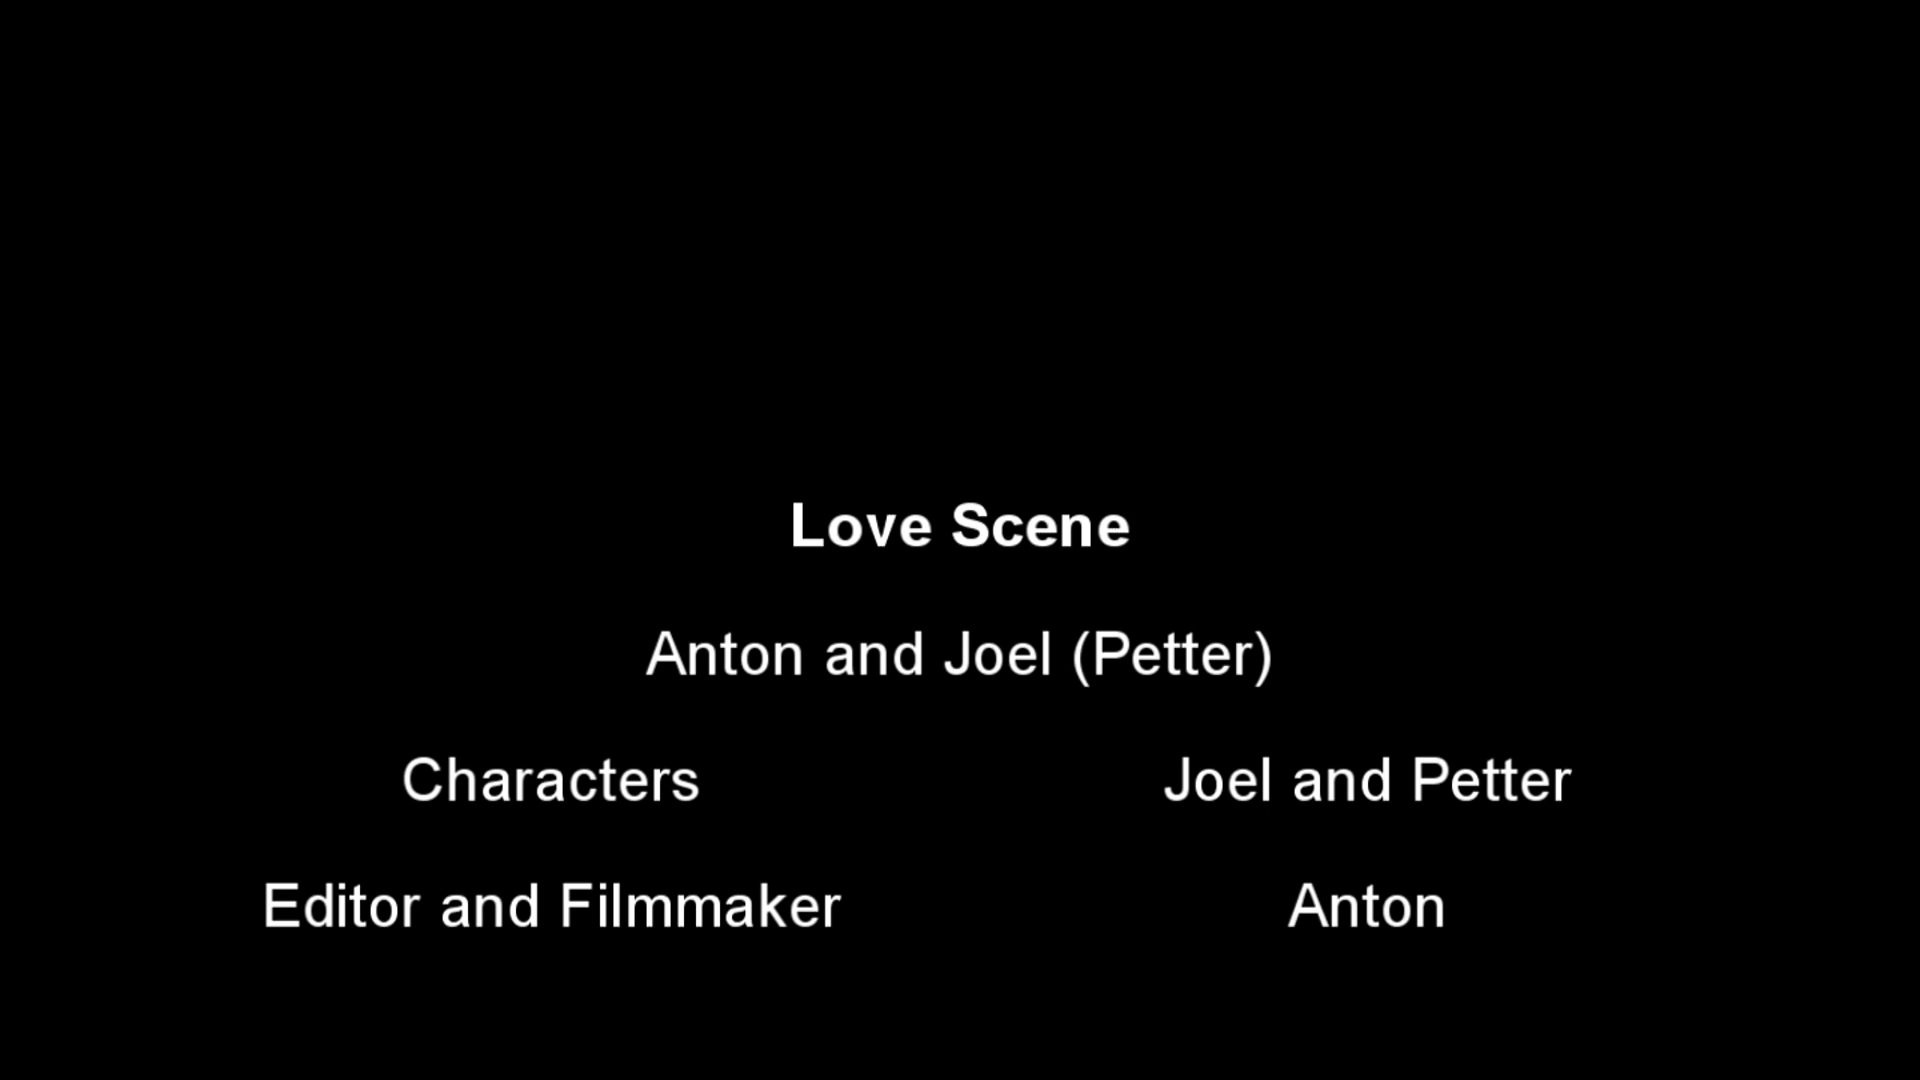 Love Scene
Anton and Joel (Petter)
Characters Joel and Petter
Editor and Filmmaker Anton